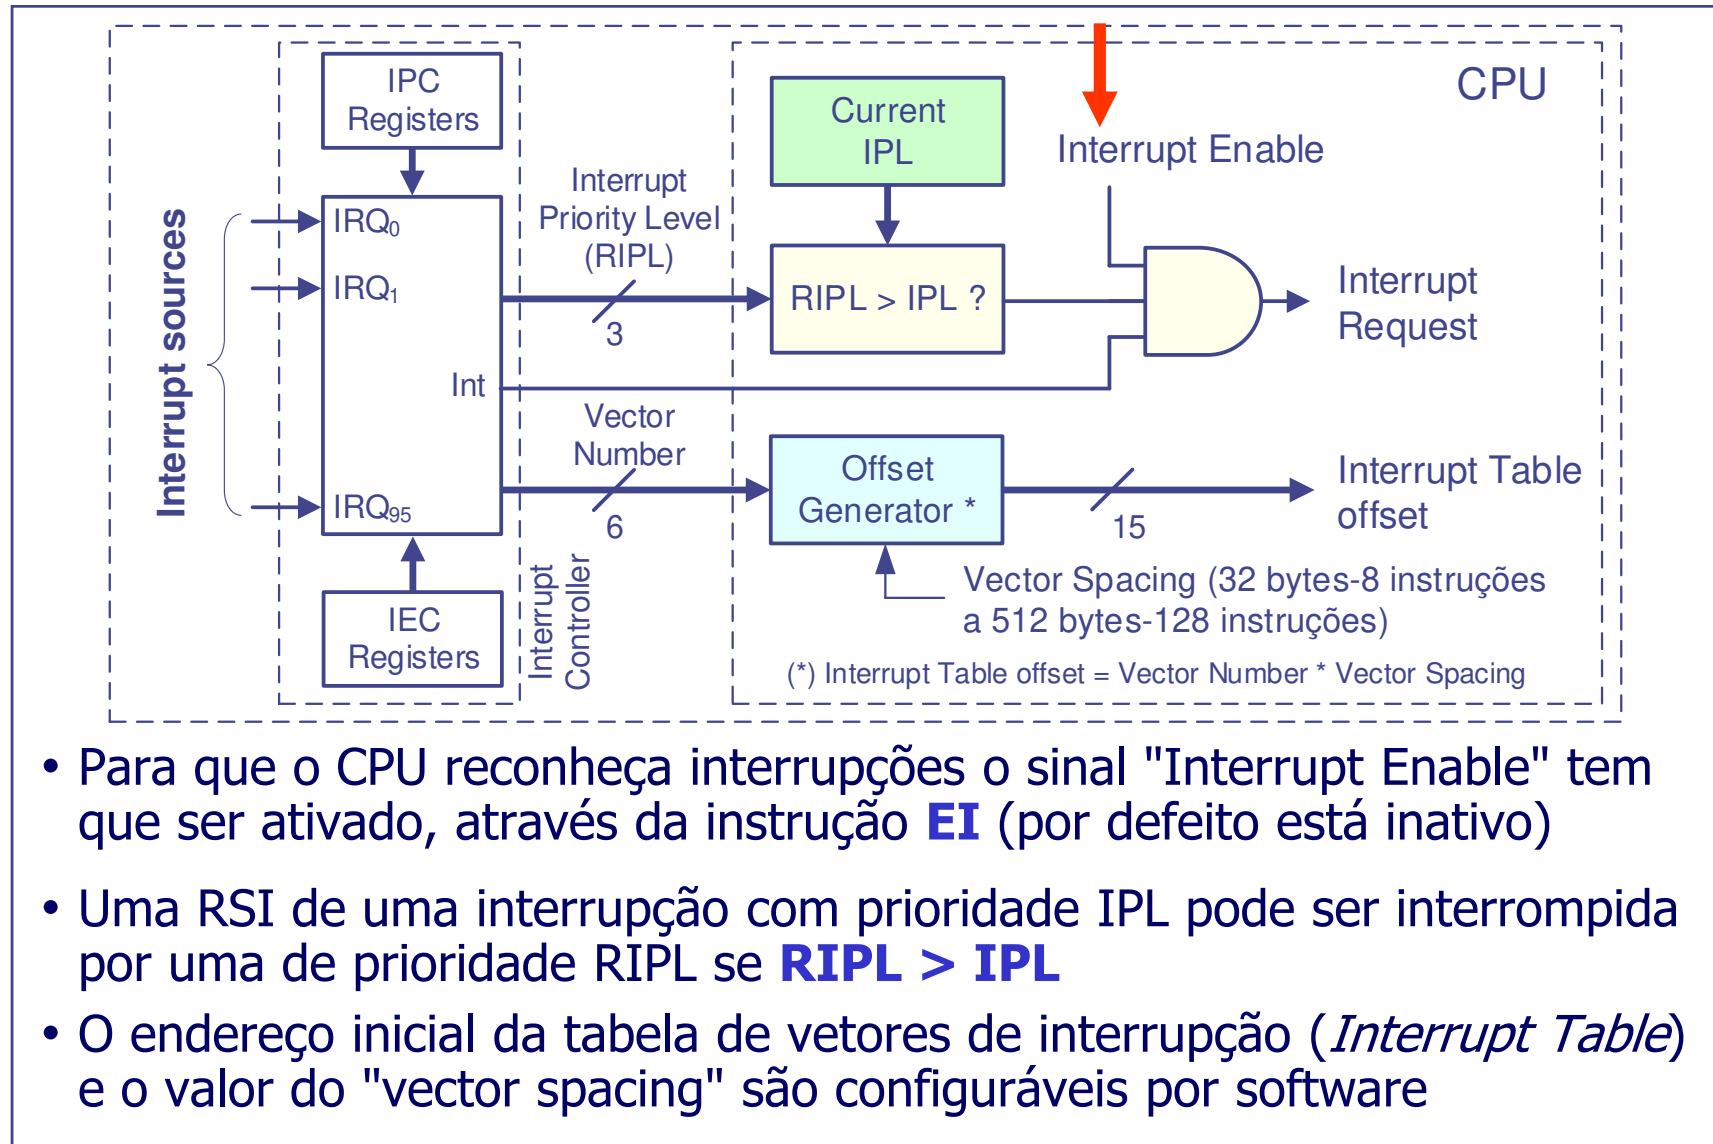 IPC
Registers
Current
IPL
CPU
Interrupt Enable
Interrupt
Priority Level
(RIPL)
3
Interrupt sources
IRQ0
IRQ1
IRQ95
Int
RIPL > IPL ?
Interrupt
Request
Vector
Number
6
Offset
Generator *
15
Interrupt Table
offset
IEC
Registers
Interrupt
Controller
Vector Spacing (32 bytes-8 instruções
a 512 bytes-128 instruções)
(*) Interrupt Table offset = Vector Number * Vector Spacing
• Para que o CPU reconheça interrupções o sinal "Interrupt Enable" tem
que ser ativado, através da instrução EI (por defeito está inativo)
• Uma RSI de uma interrupção com prioridade IPL pode ser interrompida
por uma de prioridade RIPL se RIPL > IPL
• O endereço inicial da tabela de vetores de interrupção (Interrupt Table)
e o valor do "vector spacing" são configuráveis por software